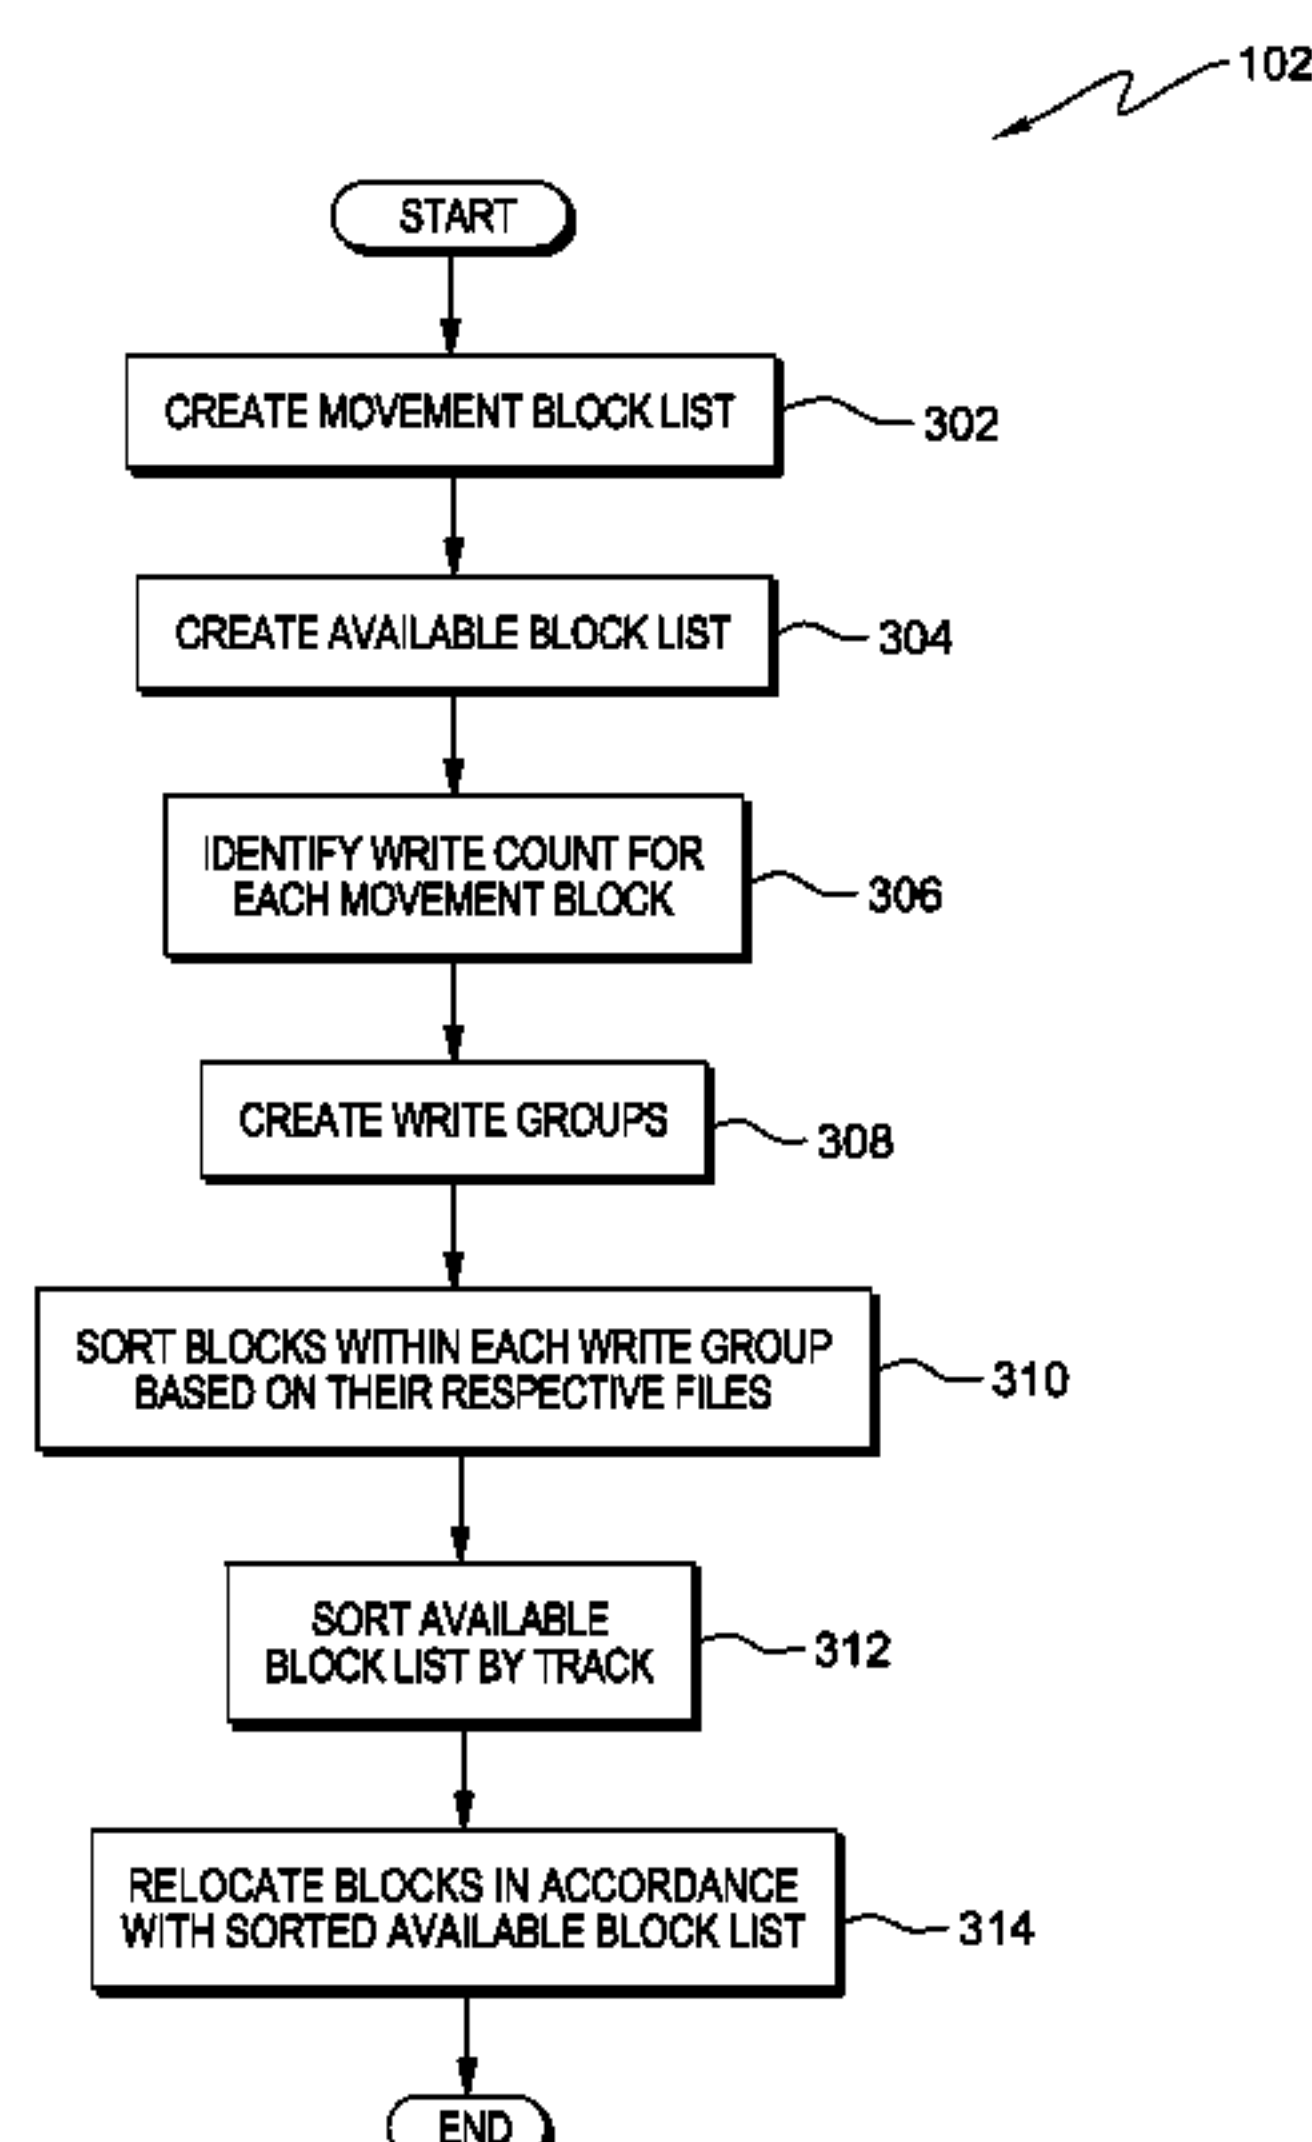 102
START
CREATE MOVEMENT BLOCK LIST
302
CREATE AVAILABLE BLOCK LIST
304
IDENTIFY WRITE COUNT FOR
EACH MOVEMENT BLOCK
306
CREATE WRITE GROUPS
308
SORT BLOCKS WITHIN EACH WRITE GROUP
BASED ON THEIR RESPECTIVE FILES
310
SORT AVAILABLE
BLOCK LIST BY TRACK
312
RELOCATE BLOCKS IN ACCORDANCE
WITH SORTED AVAILABLE BLOCK LIST
314
END